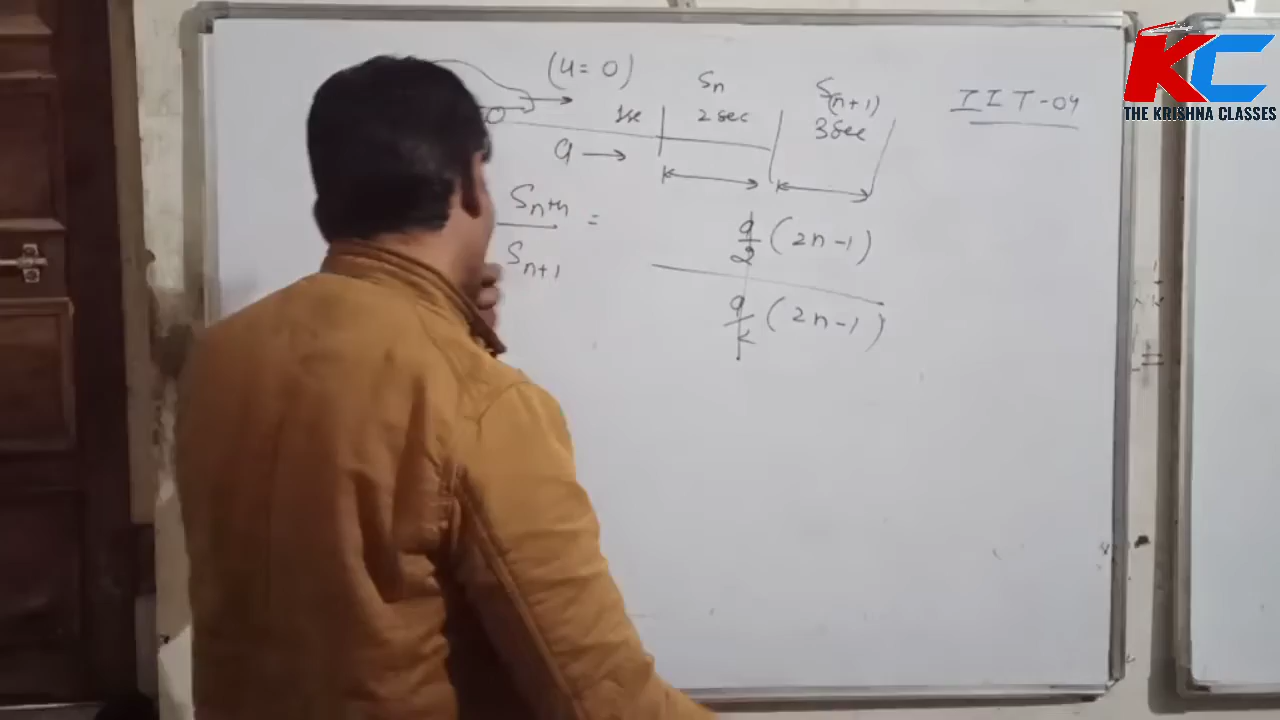 (u = 0)
Sn
S(n+1)
IIT-04
1se
2 sec
3 sec
a →
Sn+n
=
Sn+1
a/2 (2n-1)
a/k (2n-1)
KC
THE KRISHNA CLASSES